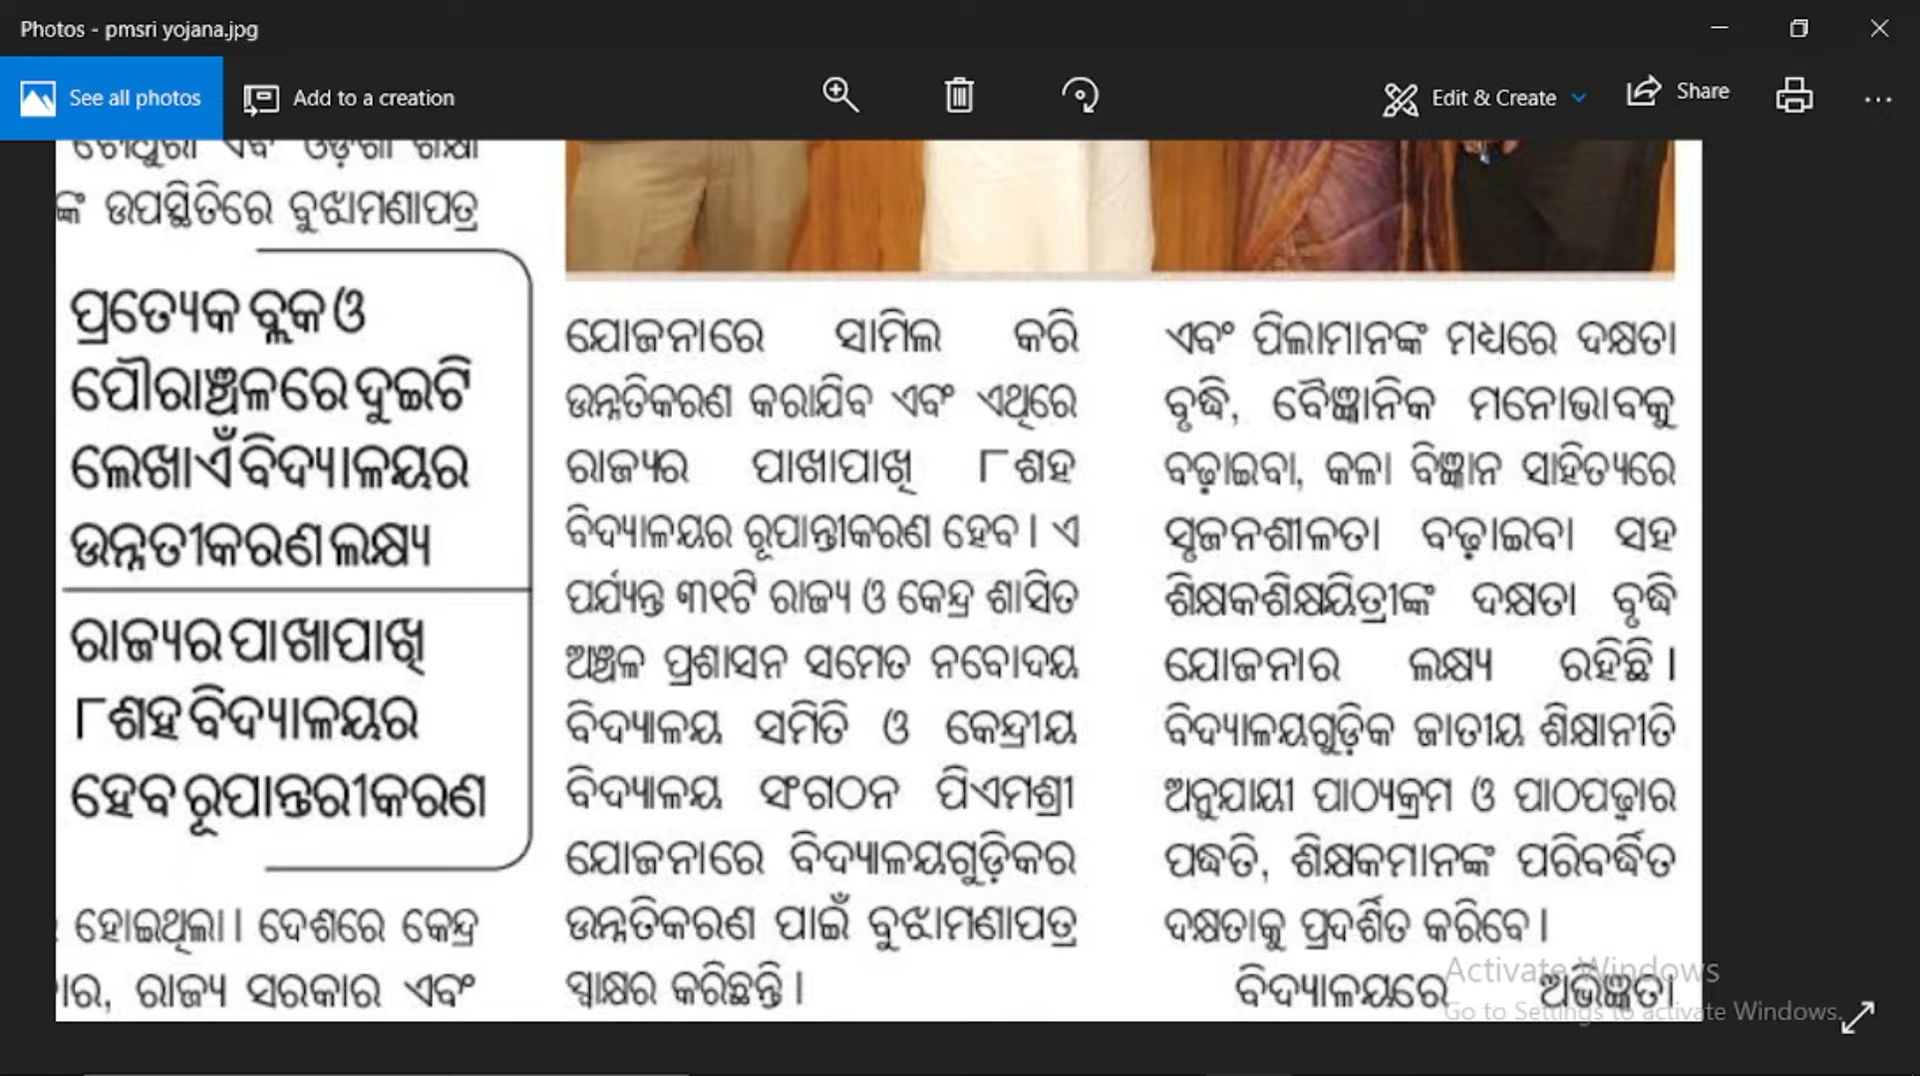 Photos - pmsri yojana.jpg
See all photos
Add to a creation
Edit & Create
Share
ଙ୍କ ଉପସ୍ଥିତିରେ ବୁଝାମଣାପତ୍ର
ପ୍ରତ୍ୟେକ ବ୍ଲକ ଓ
ପୌରାଞ୍ଚଳରେ ଦୁଇଟି
ଲେଖାଏଁ ବିଦ୍ୟାଳୟର
ଉନ୍ନତୀକରଣ ଲକ୍ଷ୍ୟ
ରାଜ୍ୟର ପାଖାପାଖି
୮ଶହ ବିଦ୍ୟାଳୟର
ହେବ ରୂପାନ୍ତରୀକରଣ
ହୋଇଥିଲା। ଦେଶରେ କେନ୍ଦ୍ର
ରାଜ୍ୟ ସରକାର ଏବଂ
ଯୋଜନାରେ ସାମିଲ କରି
ଉନ୍ନତିକରଣ କରାଯିବ ଏବଂ ଏଥିରେ
ରାଜ୍ୟର ପାଖାପାଖି ୮ଶହ
ବିଦ୍ୟାଳୟର ରୂପାନ୍ତୀକରଣ ହେବ। ଏ
ପର୍ଯ୍ୟନ୍ତ ୩୧ଟି ରାଜ୍ୟ ଓ କେନ୍ଦ୍ର ଶାସିତ
ଅଞ୍ଚଳ ପ୍ରଶାସନ ସମେତ ନବୋଦୟ
ବିଦ୍ୟାଳୟ ସମିତି ଓ କେନ୍ଦ୍ରୀୟ
ବିଦ୍ୟାଳୟ ସଂଗଠନ ପିଏମଶ୍ରୀ
ଯୋଜନାରେ ବିଦ୍ୟାଳୟଗୁଡ଼ିକର
ଉନ୍ନତିକରଣ ପାଇଁ ବୁଝାମଣାପତ୍ର
ସ୍ୱାକ୍ଷର କରିଛନ୍ତି।
ଏବଂ ପିଲାମାନଙ୍କ ମଧ୍ୟରେ ଦକ୍ଷତା
ବୃଦ୍ଧି, ବୈଜ୍ଞାନିକ ମନୋଭାବକୁ
ବଢ଼ାଇବା, କଳା ବିଜ୍ଞାନ ସାହିତ୍ୟରେ
ସୃଜନଶୀଳତା ବଢ଼ାଇବା ସହ
ଶିକ୍ଷକଶିକ୍ଷୟିତ୍ରୀଙ୍କ ଦକ୍ଷତା ବୃଦ୍ଧି
ଯୋଜନାର ଲକ୍ଷ୍ୟ ରହିଛି।
ବିଦ୍ୟାଳୟଗୁଡ଼ିକ ଜାତୀୟ ଶିକ୍ଷାନୀତି
ଅନୁଯାୟୀ ପାଠ୍ୟକ୍ରମ ଓ ପାଠପଢ଼ାର
ପଦ୍ଧତି, ଶିକ୍ଷକମାନଙ୍କ ପରିବର୍ଦ୍ଧିତ
ଦକ୍ଷତାକୁ ପ୍ରଦର୍ଶିତ କରିବେ।
ବିଦ୍ୟାଳୟରେ ଅଭିଜ୍ଞତା
Activate Windows
Go to Settings to activate Windows.